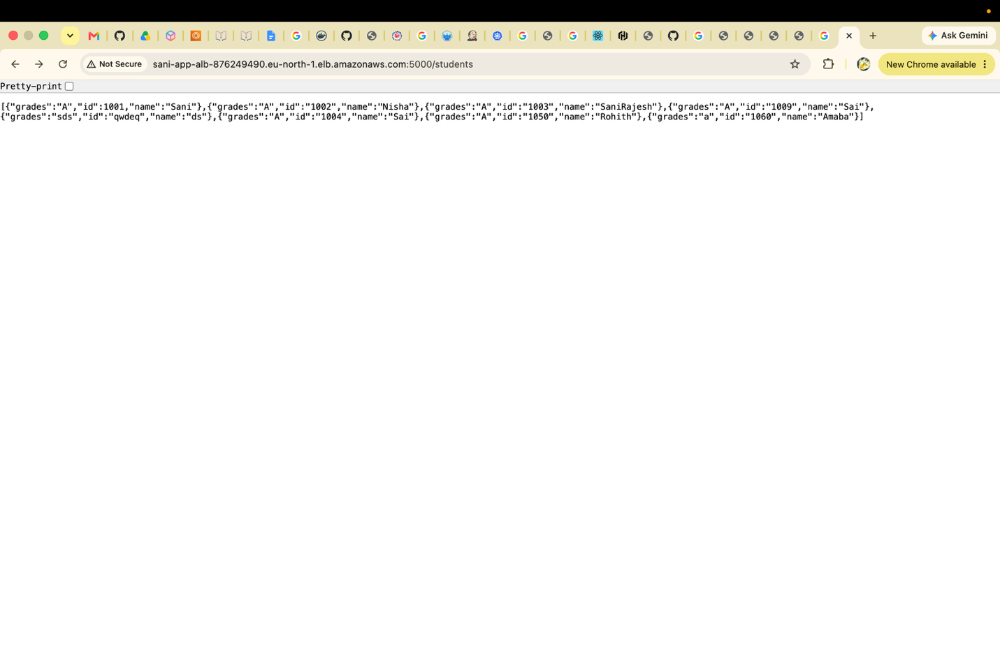 Ask Gemini
Not Secure
sani-app-alb-876249490.eu-north-1.elb.amazonaws.com:5000/students
New Chrome available
Pretty-print
[{"grades":"A","id":1001,"name":"Sani"},{"grades":"A","id":"1002","name":"Nisha"},{"grades":"A","id":"1003","name":"SaniRajesh"},{"grades":"A","id":"1009","name":"Sai"},
{"grades":"sds","id":"qwdeq","name":"ds"},{"grades":"A","id":"1004","name":"Sai"},{"grades":"A","id":"1050","name":"Rohith"},{"grades":"a","id":"1060","name":"Amaba"}]